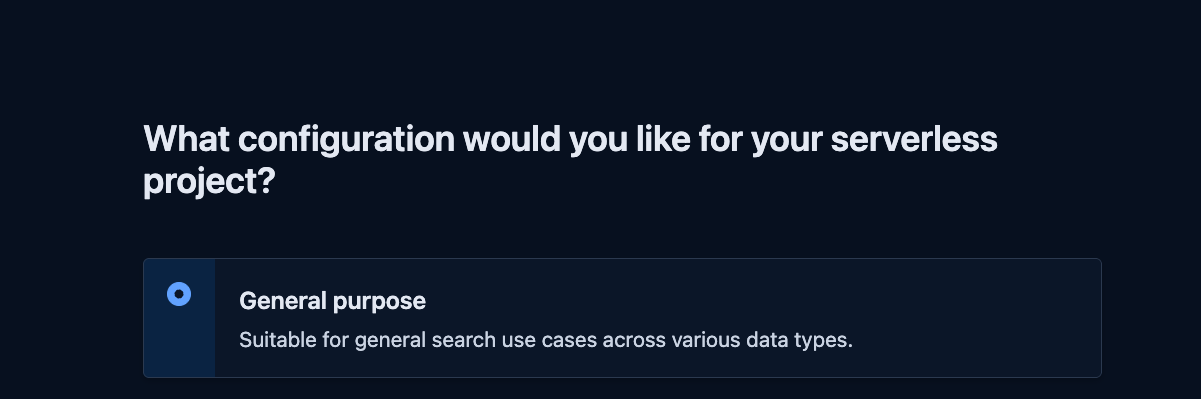 What configuration would you like for your serverless
project?
General purpose
Suitable for general search use cases across various data types.